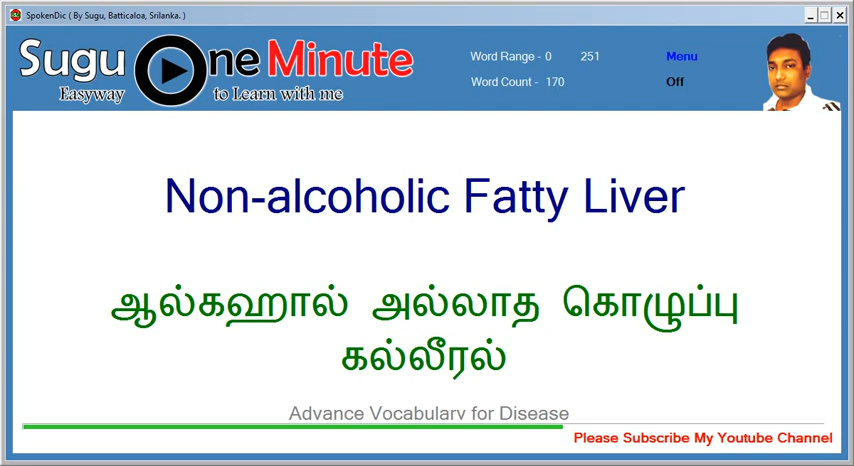 SpokenDic ( By Sugu, Batticaloa, Srilanka. )
Sugu One Minute
Easyway to Learn with me
Word Range - 0 251 Menu
Word Count - 170 Off
Non-alcoholic Fatty Liver
ஆல்கஹால் அல்லாத கொழுப்பு
கல்லீரல்
Advance Vocabulary for Disease
Please Subscribe My Youtube Channel